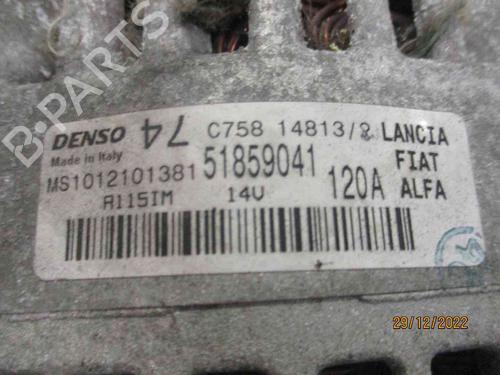 DENSO 74 C758 14813/2 LANCIA
Made in Italy 51859041 FIAT
MS1012101381 120A ALFA
A115IM 14V
29/12/2022
B-PARTS